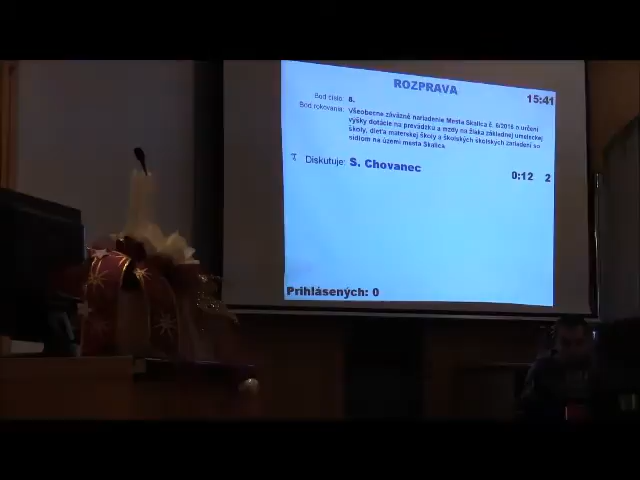 ROZPRAVA
15:41
Bod číslo: 8.
Bod rokovania: Všeobecne záväzné nariadenie Mesta Skalica č. 6/2016 o určení
výšky dotácie na prevádzku a mzdy na žiaka základnej umeleckej
školy, dieťa materskej školy a školských školských zariadení so
sídlom na území mesta Skalica
Diskutuje: S. Chovanec
0:12 2
Prihlásených: 0